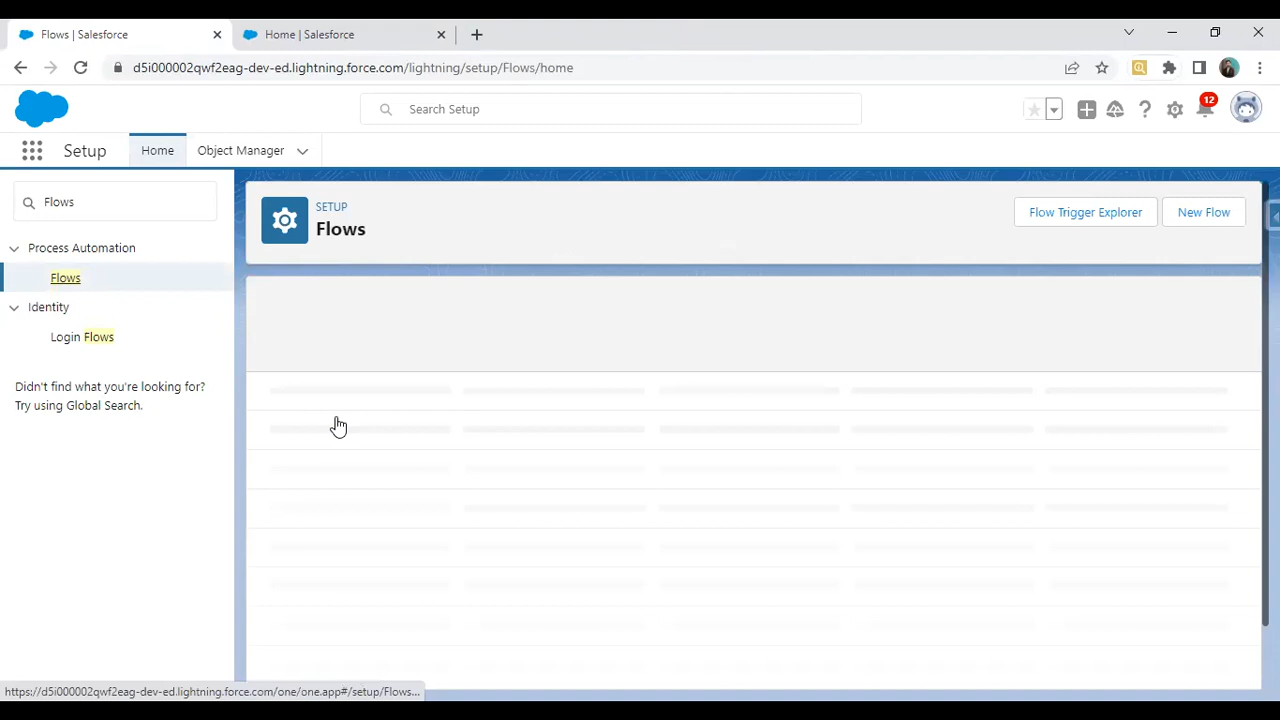 Flows | Salesforce
Home | Salesforce
d5i000002qwf2eag-dev-ed.lightning.force.com/lightning/setup/Flows/home
Search Setup
12
Setup
Home
Object Manager
Flows
SETUP
Flows
Flow Trigger Explorer
New Flow
Process Automation
Flows
Identity
Login Flows
Didn't find what you're looking for?
Try using Global Search.
https://d5i000002qwf2eag-dev-ed.lightning.force.com/one/one.app#/setup/Flows...